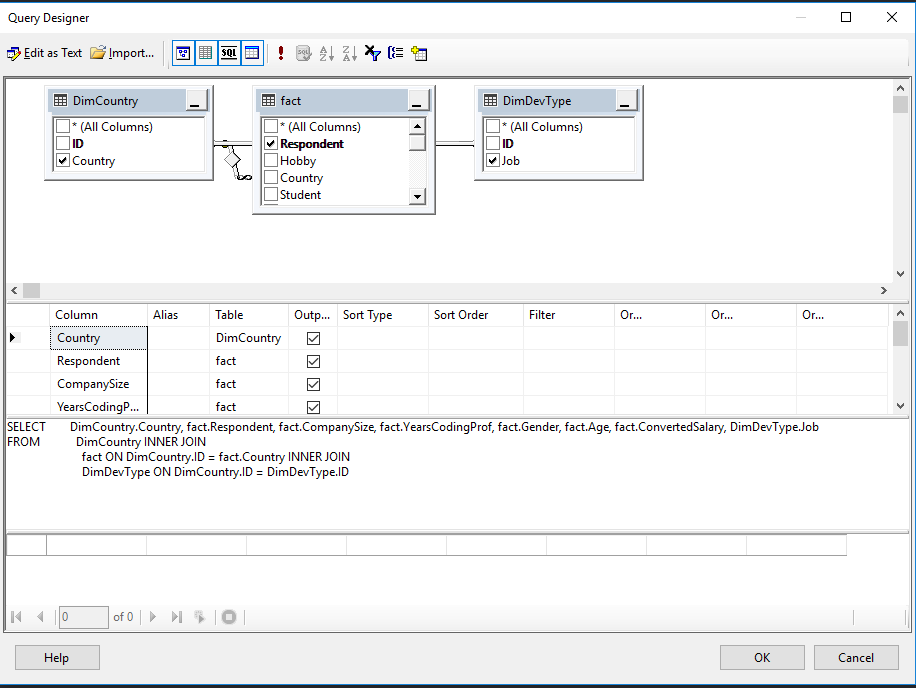 Query Designer
Edit as Text Import... SQL SQL A Z Z A
DimCountry
* (All Columns)
ID
Country
fact
* (All Columns)
Respondent
Hobby
Country
Student
DimDevType
* (All Columns)
ID
Job
Column Alias Table Outp... Sort Type Sort Order Filter Or... Or... Or...
Country DimCountry
Respondent fact
CompanySize fact
YearsCodingP... fact
SELECT DimCountry.Country, fact.Respondent, fact.CompanySize, fact.YearsCodingProf, fact.Gender, fact.Age, fact.ConvertedSalary, DimDevType.Job
FROM DimCountry INNER JOIN
fact ON DimCountry.ID = fact.Country INNER JOIN
DimDevType ON DimCountry.ID = DimDevType.ID
0 of 0
Help OK Cancel